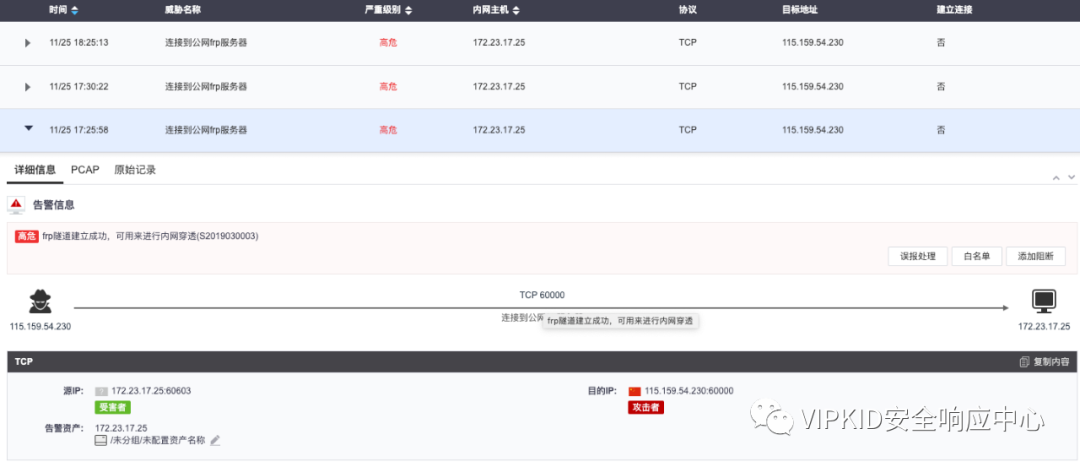 时间 威胁名称 严重级别 内网主机 协议 目标地址 建立连接
11/25 18:25:13 连接到公网frp服务器 高危 172.23.17.25 TCP 115.159.54.230 否
11/25 17:30:22 连接到公网frp服务器 高危 172.23.17.25 TCP 115.159.54.230 否
11/25 17:25:58 连接到公网frp服务器 高危 172.23.17.25 TCP 115.159.54.230 否
详细信息 PCAP 原始记录
告警信息
高危 frp隧道建立成功，可用来进行内网穿透(S2019030003)
误报处理 白名单 添加阻断
TCP 60000
连接到公网
frp隧道建立成功，可用来进行内网穿透
115.159.54.230 172.23.17.25
TCP 复制内容
源IP: 172.23.17.25:60603 目的IP: 115.159.54.230:60000
受害者 攻击者
告警资产: 172.23.17.25
/未分组/未配置资产名称
VIPKID安全响应中心